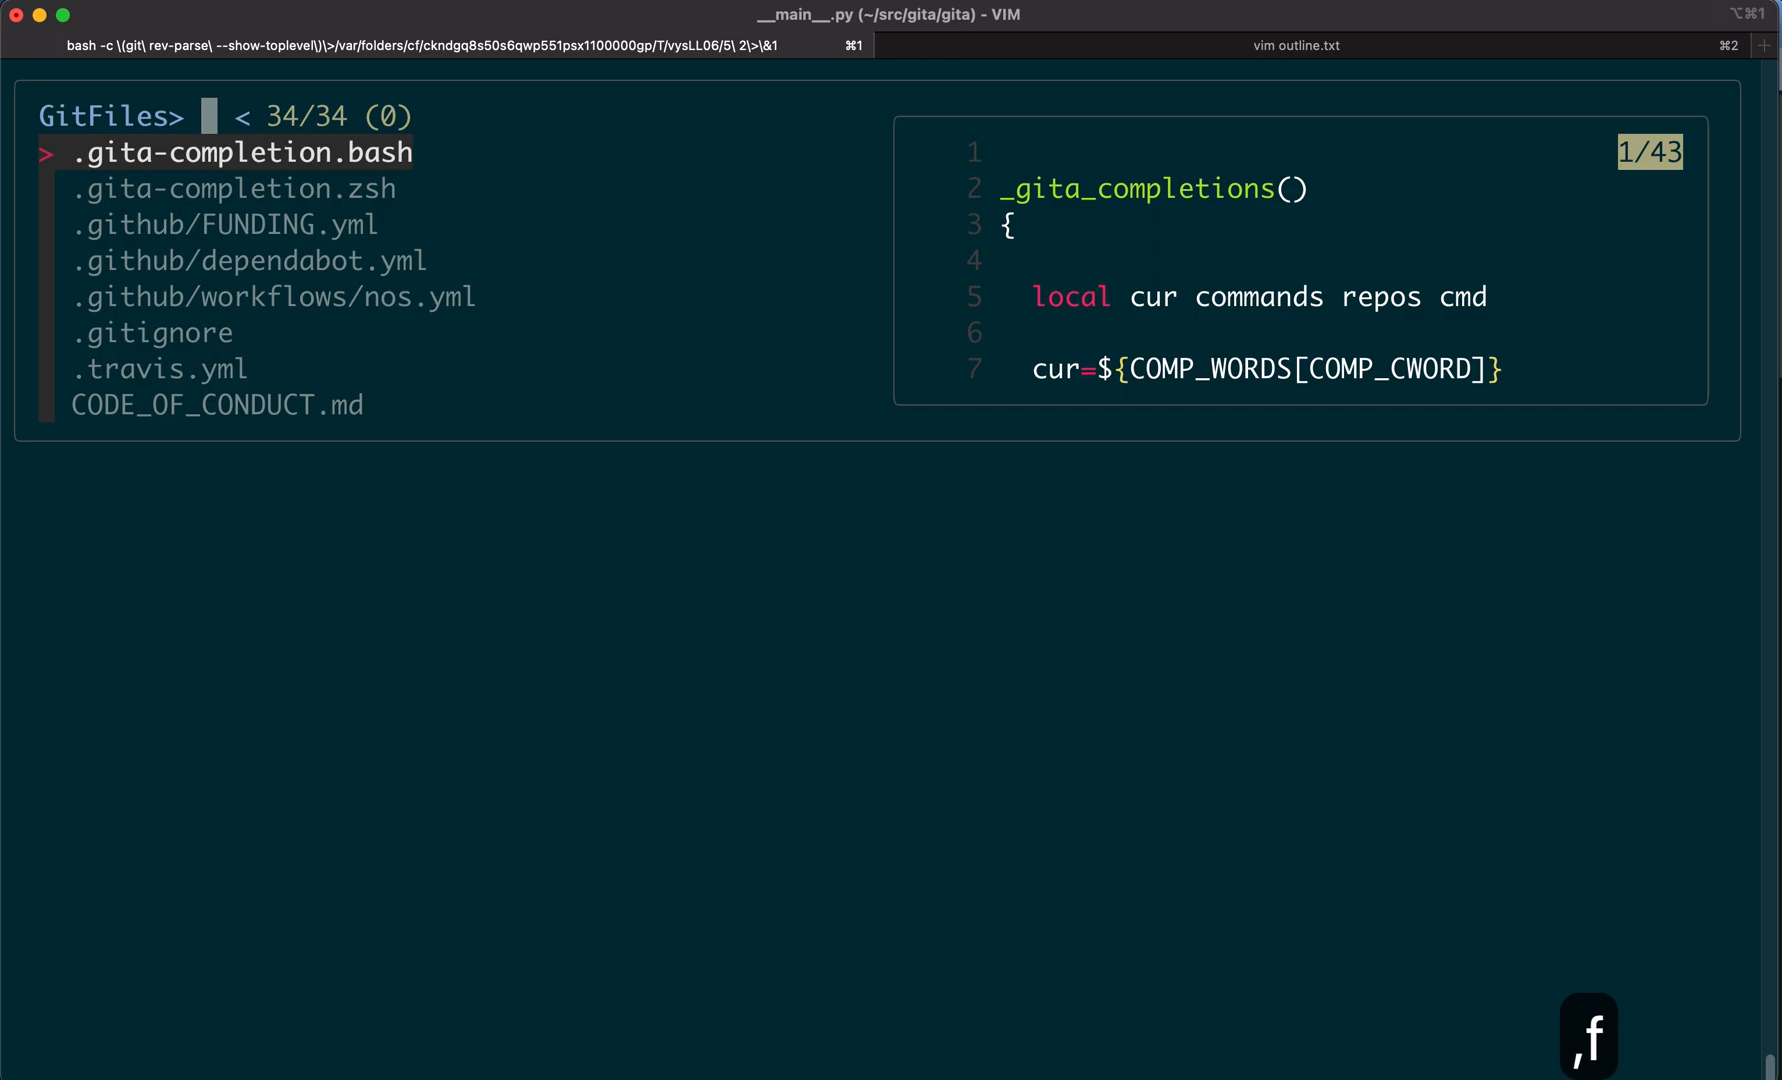 __main__.py (~/src/gita/gita) - VIM
⌥⌘1
bash -c \(git\ rev-parse\ --show-toplevel\)\>/var/folders/cf/ckndgq8s50s6qwp551psx1100000gp/T/vysLL06/5\ 2\>\&1
⌘1
vim outline.txt
⌘2
GitFiles> < 34/34 (0)
> .gita-completion.bash
.gita-completion.zsh
.github/FUNDING.yml
.github/dependabot.yml
.github/workflows/nos.yml
.gitignore
.travis.yml
CODE_OF_CONDUCT.md
1 1/43
2 _gita_completions()
3 {
4
5 local cur commands repos cmd
6
7 cur=${COMP_WORDS[COMP_CWORD]}
,f